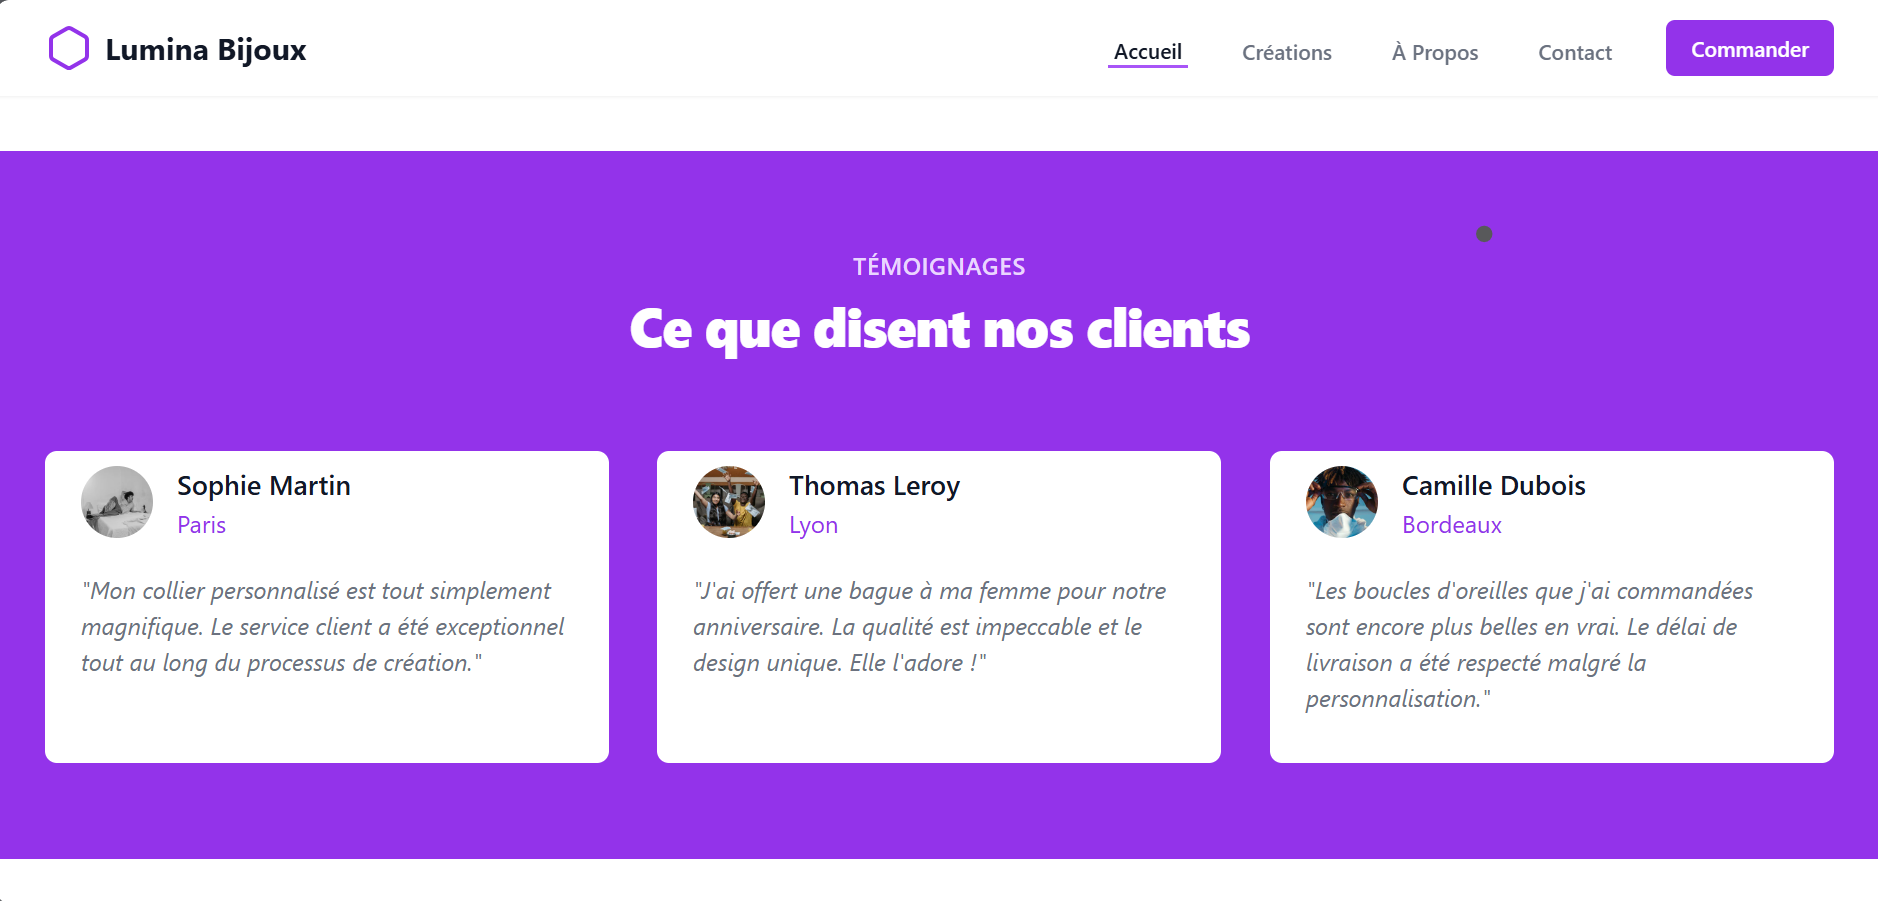 Lumina Bijoux
Accueil
Créations
À Propos
Contact
Commander
TÉMOIGNAGES
Ce que disent nos clients
Sophie Martin
Paris
"Mon collier personnalisé est tout simplement
magnifique. Le service client a été exceptionnel
tout au long du processus de création."
Thomas Leroy
Lyon
"J'ai offert une bague à ma femme pour notre
anniversaire. La qualité est impeccable et le
design unique. Elle l'adore !"
Camille Dubois
Bordeaux
"Les boucles d'oreilles que j'ai commandées
sont encore plus belles en vrai. Le délai de
livraison a été respecté malgré la
personnalisation."